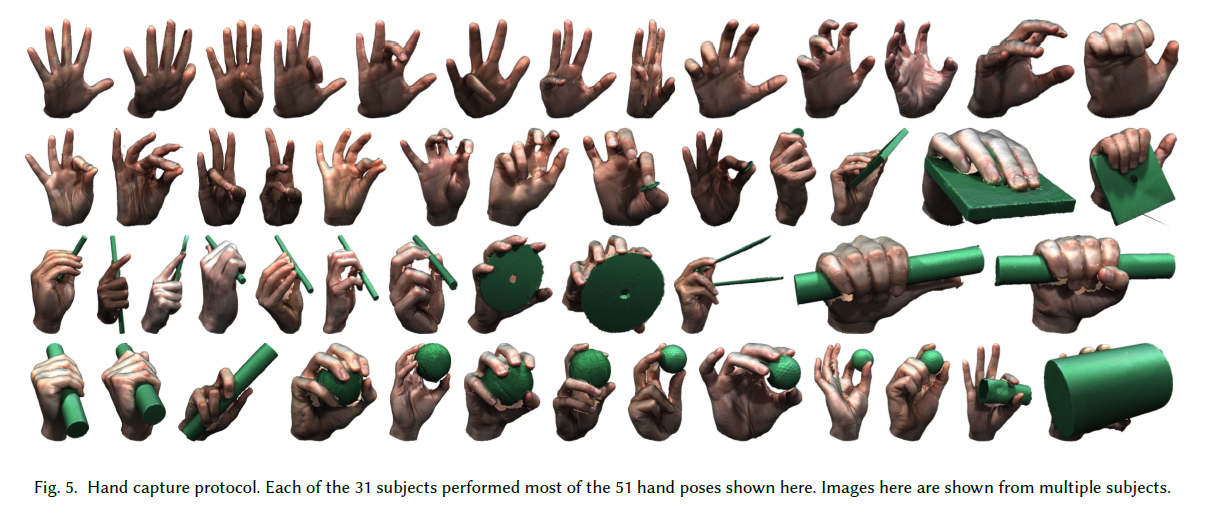 Fig. 5. Hand capture protocol. Each of the 31 subjects performed most of the 51 hand poses shown here. Images here are shown from multiple subjects.